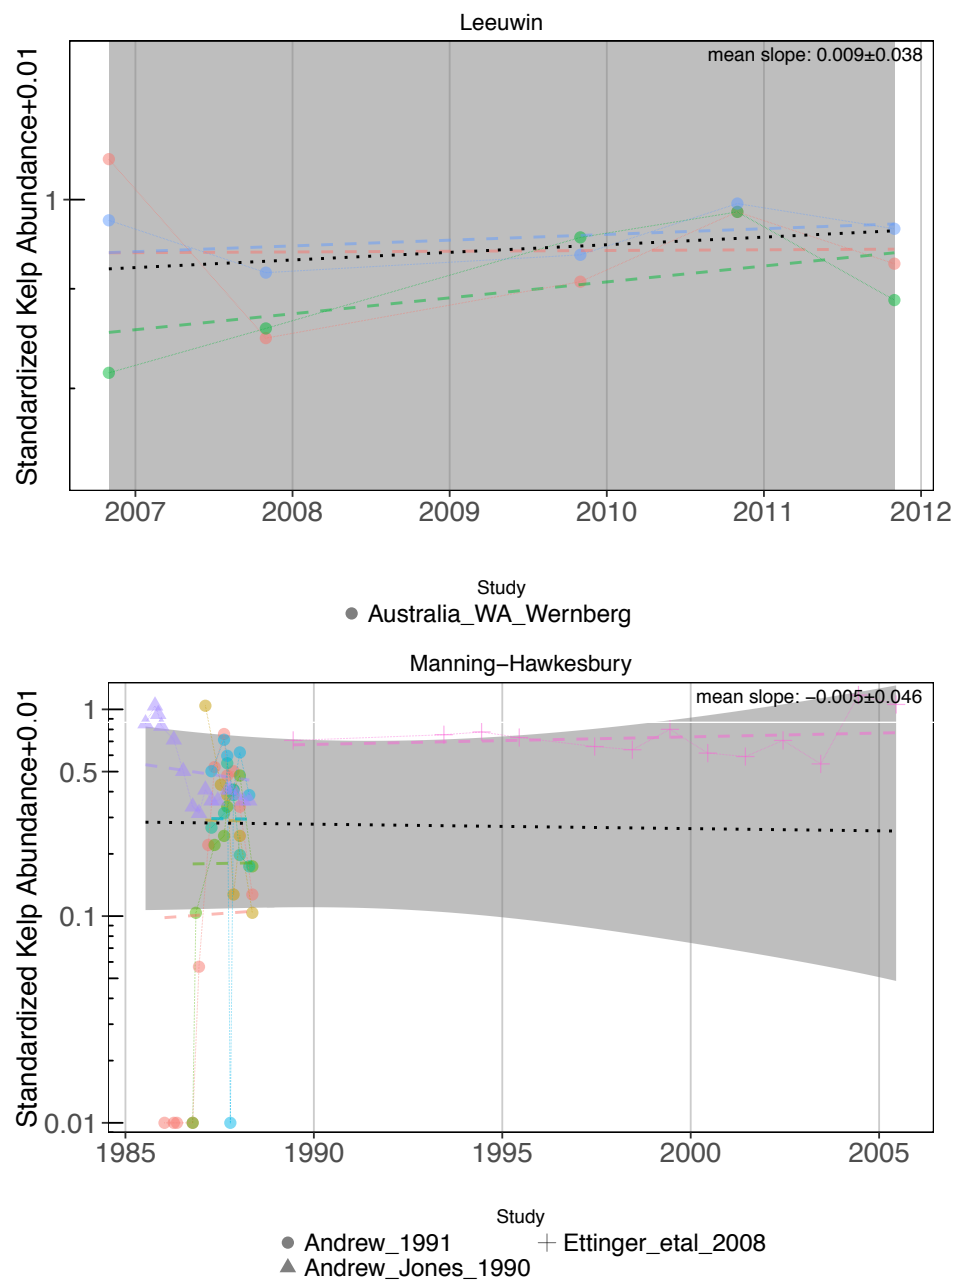 Leeuwin
mean slope: 0.009±0.038
Standardized Kelp Abundance+0.01
1
2007 2008 2009 2010 2011 2012
Study
Australia_WA_Wernberg
Manning−Hawkesbury
mean slope: −0.005±0.046
Standardized Kelp Abundance+0.01
1
0.5
0.1
0.01
1985 1990 1995 2000 2005
Study
Andrew_1991 Ettinger_etal_2008
Andrew_Jones_1990